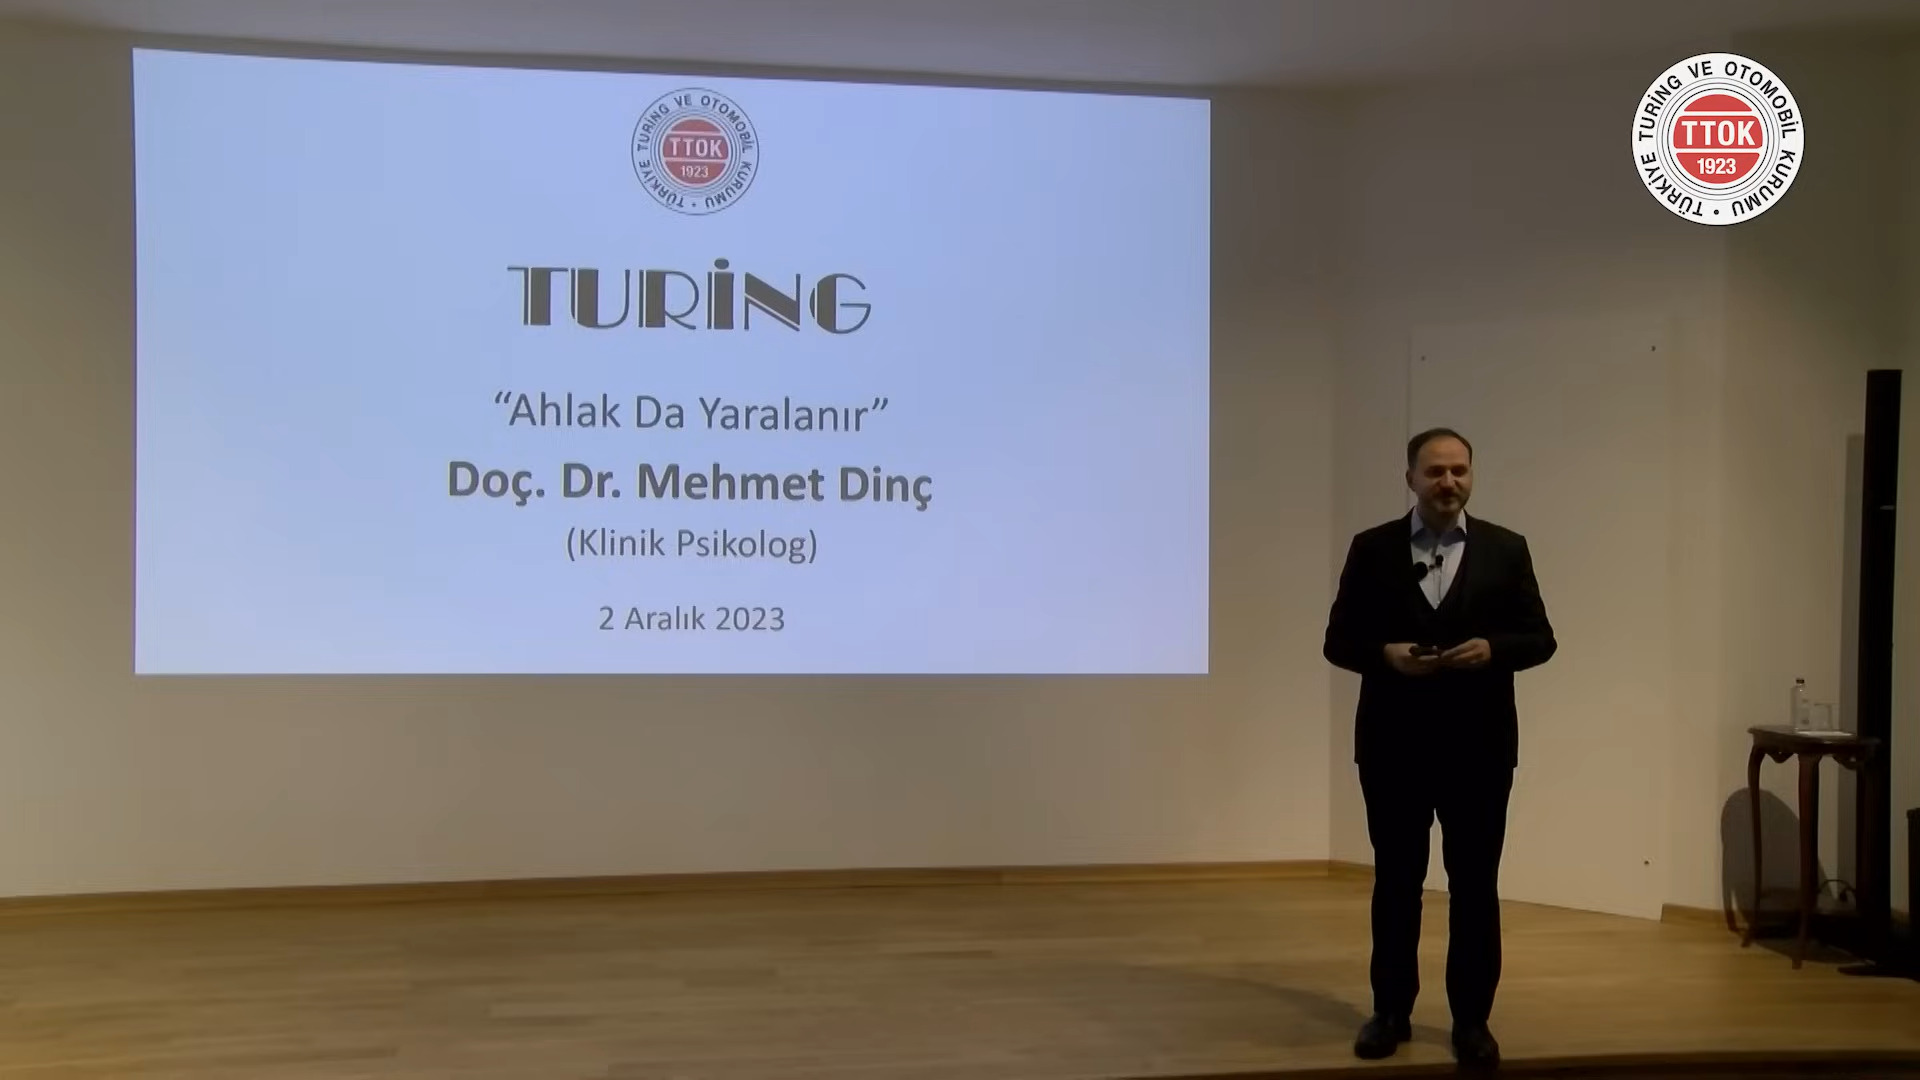 TÜRKİYE TURİNG VE OTOMOBİL KURUMU •
TTOK
1923
TURİNG
“Ahlak Da Yaralanır”
Doç. Dr. Mehmet Dinç
(Klinik Psikolog)
2 Aralık 2023
TÜRKİYE TURİNG VE OTOMOBİL KURUMU •
TTOK
1923